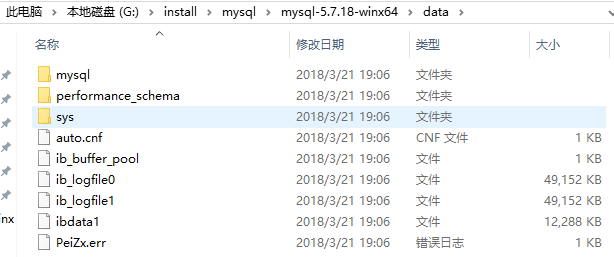 此电脑 > 本地磁盘 (G:) > install > mysql > mysql-5.7.18-winx64 > data >
名称 修改日期 类型 大小
mysql 2018/3/21 19:06 文件夹
performance_schema 2018/3/21 19:06 文件夹
sys 2018/3/21 19:06 文件夹
auto.cnf 2018/3/21 19:06 CNF 文件 1 KB
ib_buffer_pool 2018/3/21 19:06 文件 1 KB
ib_logfile0 2018/3/21 19:06 文件 49,152 KB
ib_logfile1 2018/3/21 19:06 文件 49,152 KB
inx ibdata1 2018/3/21 19:06 文件 12,288 KB
PeiZx.err 2018/3/21 19:06 错误日志 1 KB